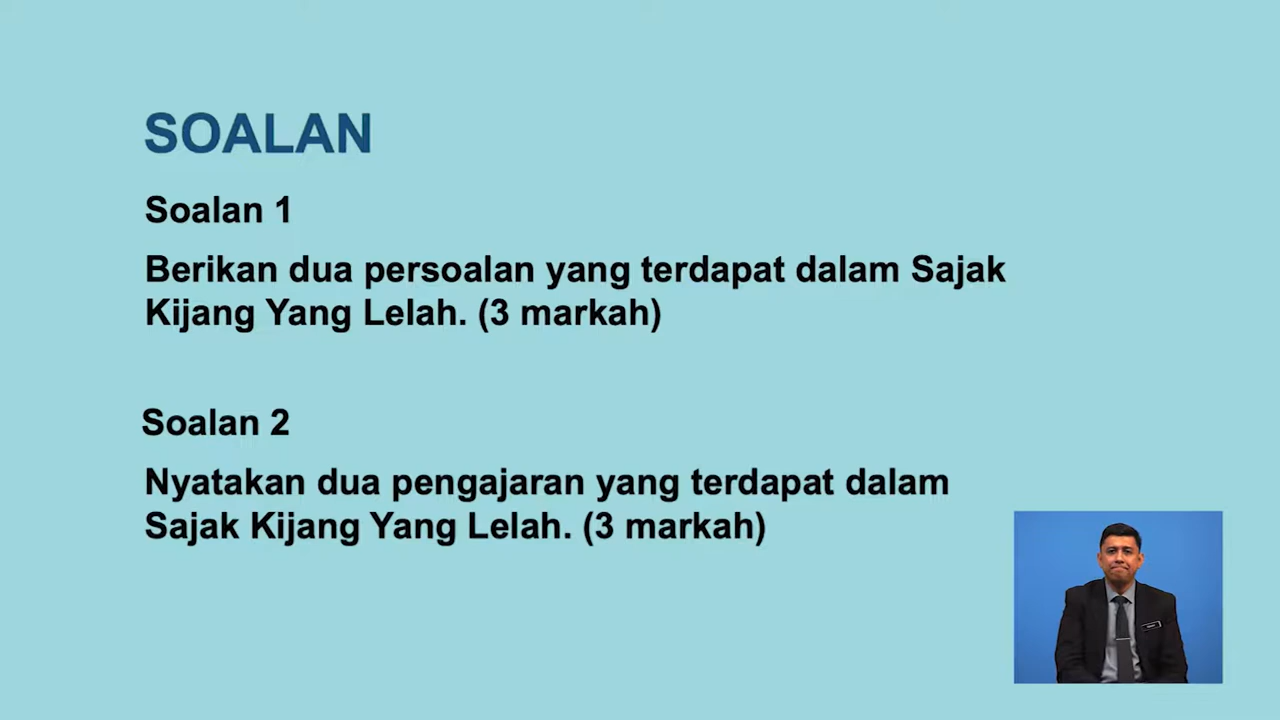 SOALAN
Soalan 1
Berikan dua persoalan yang terdapat dalam Sajak
Kijang Yang Lelah. (3 markah)
Soalan 2
Nyatakan dua pengajaran yang terdapat dalam
Sajak Kijang Yang Lelah. (3 markah)